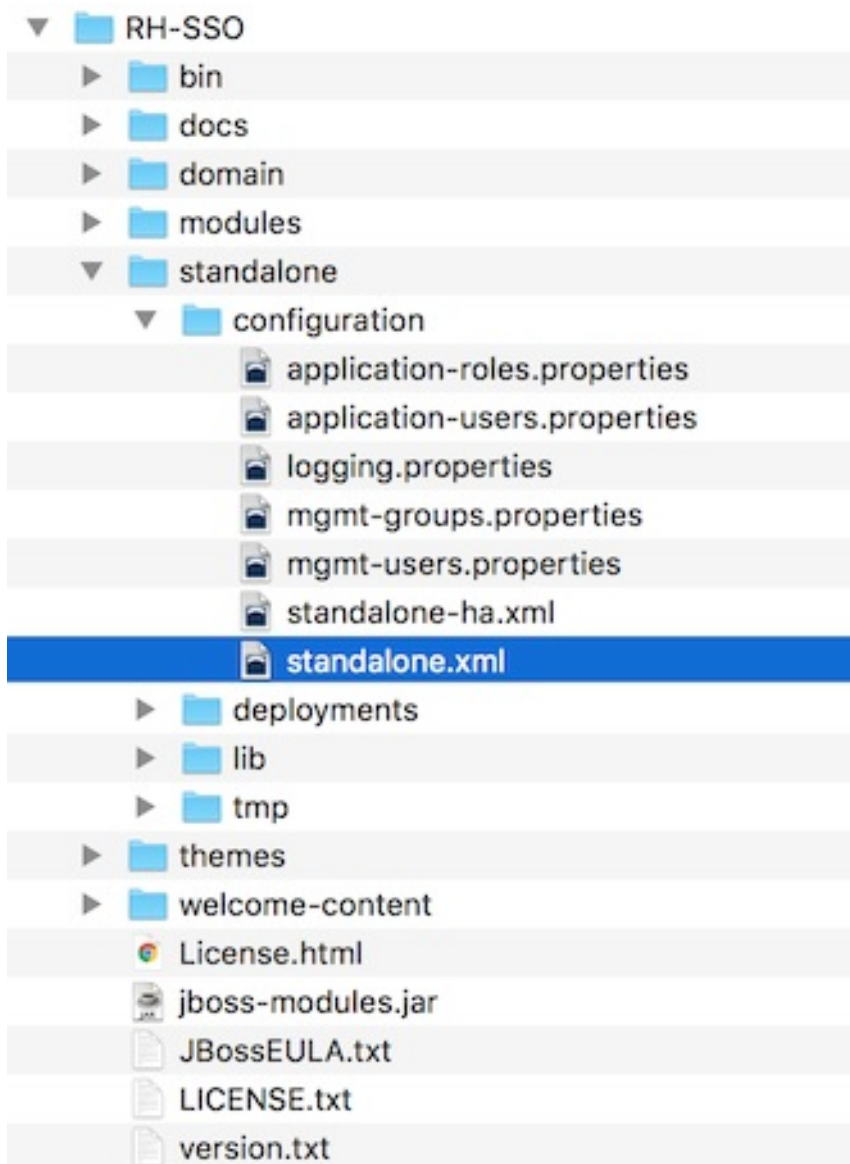 RH-SSO
bin
docs
domain
modules
standalone
configuration
application-roles.properties
application-users.properties
logging.properties
mgmt-groups.properties
mgmt-users.properties
standalone-ha.xml
standalone.xml
deployments
lib
tmp
themes
welcome-content
License.html
jboss-modules.jar
JBossEULA.txt
LICENSE.txt
version.txt